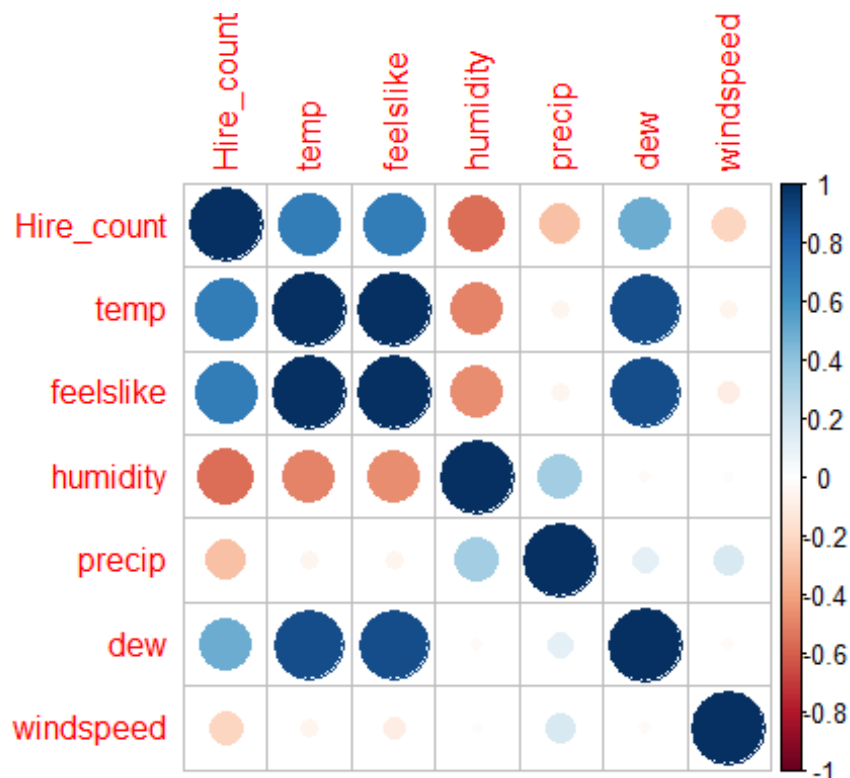 Hire_count
temp
feelslike
humidity
precip
dew
windspeed
Hire_count
temp
feelslike
humidity
precip
dew
windspeed
1
0.8
0.6
0.4
0.2
0
-0.2
-0.4
-0.6
-0.8
-1